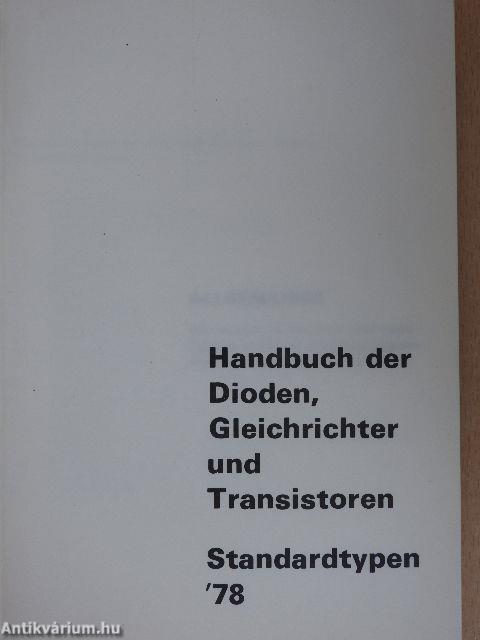 Handbuch der
Dioden,
Gleichrichter
und
Transistoren
Standardtypen
'78
Antikvárium.hu